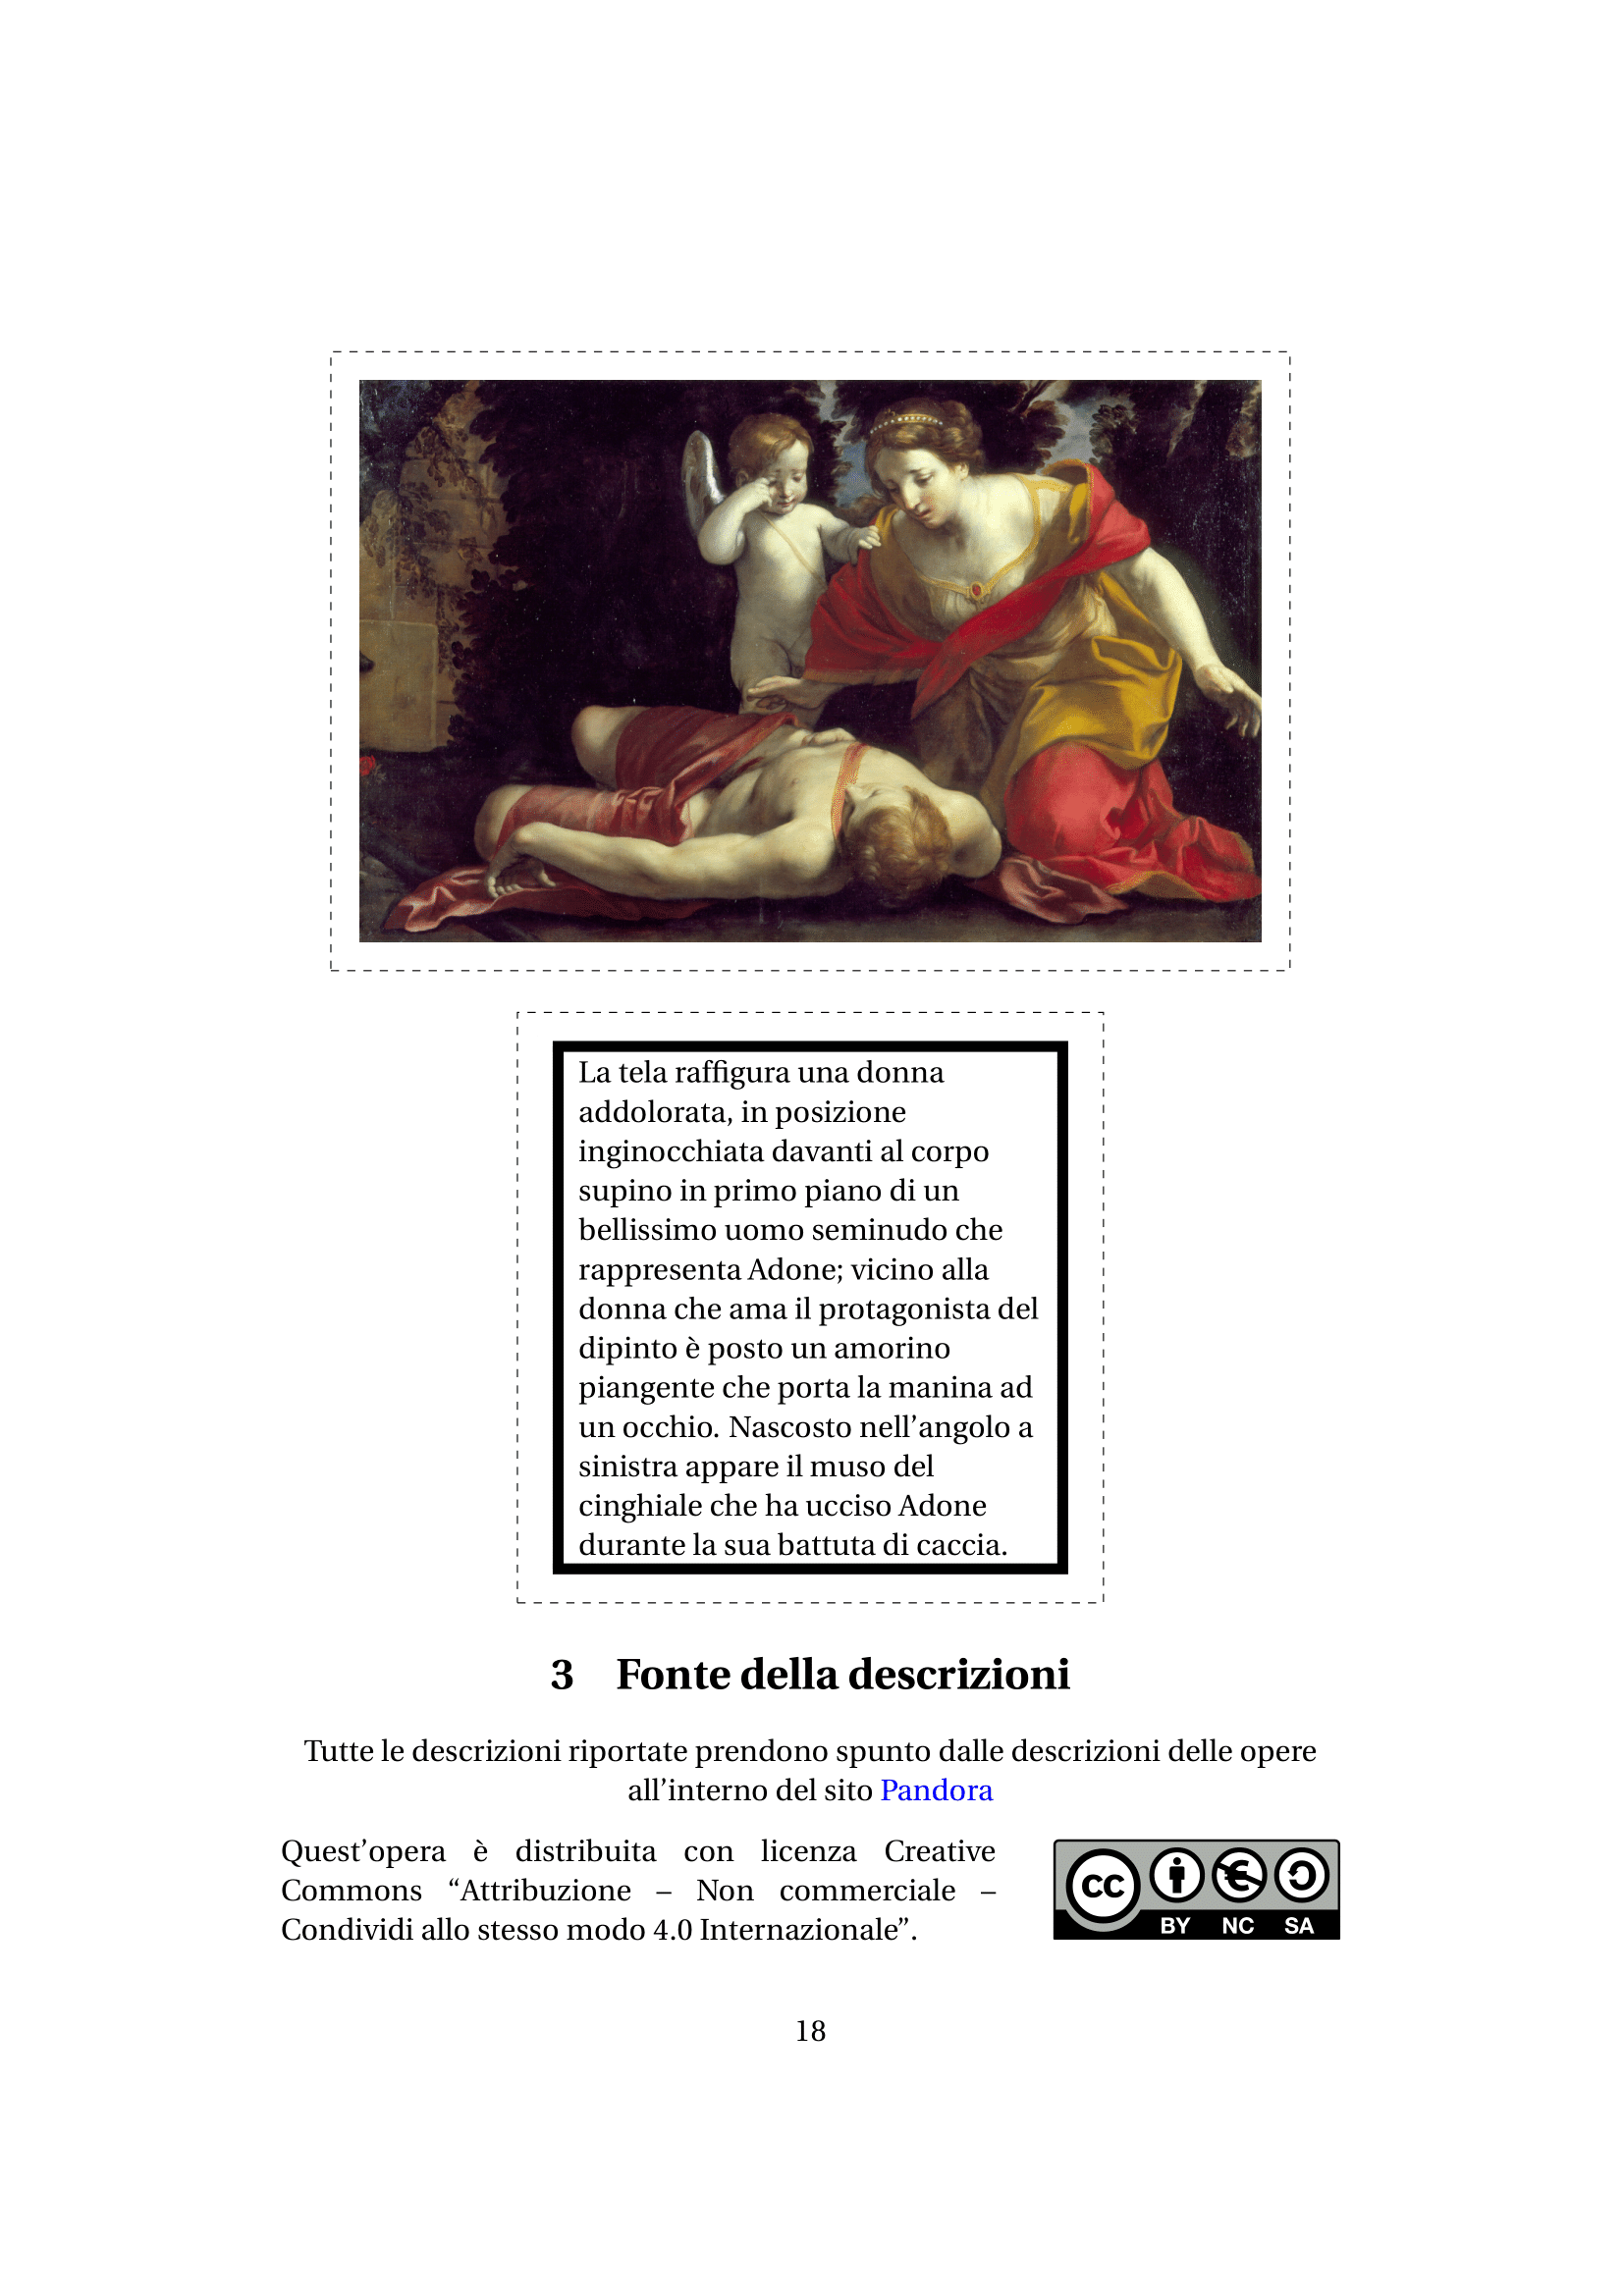 La tela raffigura una donna
addolorata, in posizione
inginocchiata davanti al corpo
supino in primo piano di un
bellissimo uomo seminudo che
rappresenta Adone; vicino alla
donna che ama il protagonista del
dipinto è posto un amorino
piangente che porta la manina ad
un occhio. Nascosto nell’angolo a
sinistra appare il muso del
cinghiale che ha ucciso Adone
durante la sua battuta di caccia.
3 Fonte della descrizioni
Tutte le descrizioni riportate prendono spunto dalle descrizioni delle opere
all’interno del sito Pandora
Quest’opera è distribuita con licenza Creative
Commons “Attribuzione – Non commerciale –
Condividi allo stesso modo 4.0 Internazionale”.
cc
BY NC SA
18